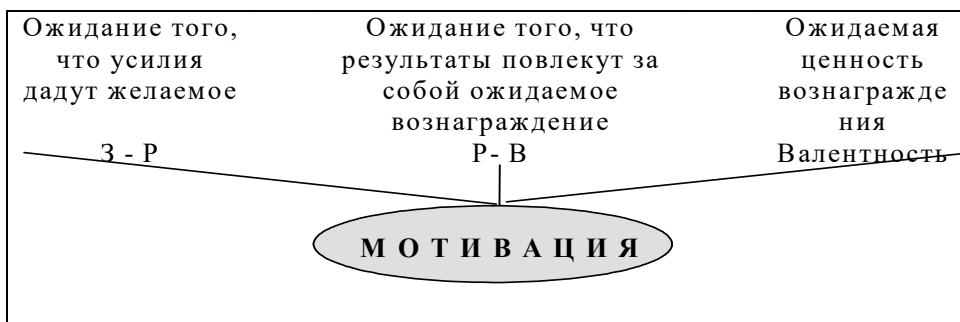 Ожидание того,
что усилия
дадут желаемое
З - Р
Ожидание того, что
результаты повлекут за
собой ожидаемое
вознаграждение
Р- В
Ожидаемая
ценность
вознагражде
ния
Валентность
МОТИВАЦИЯ